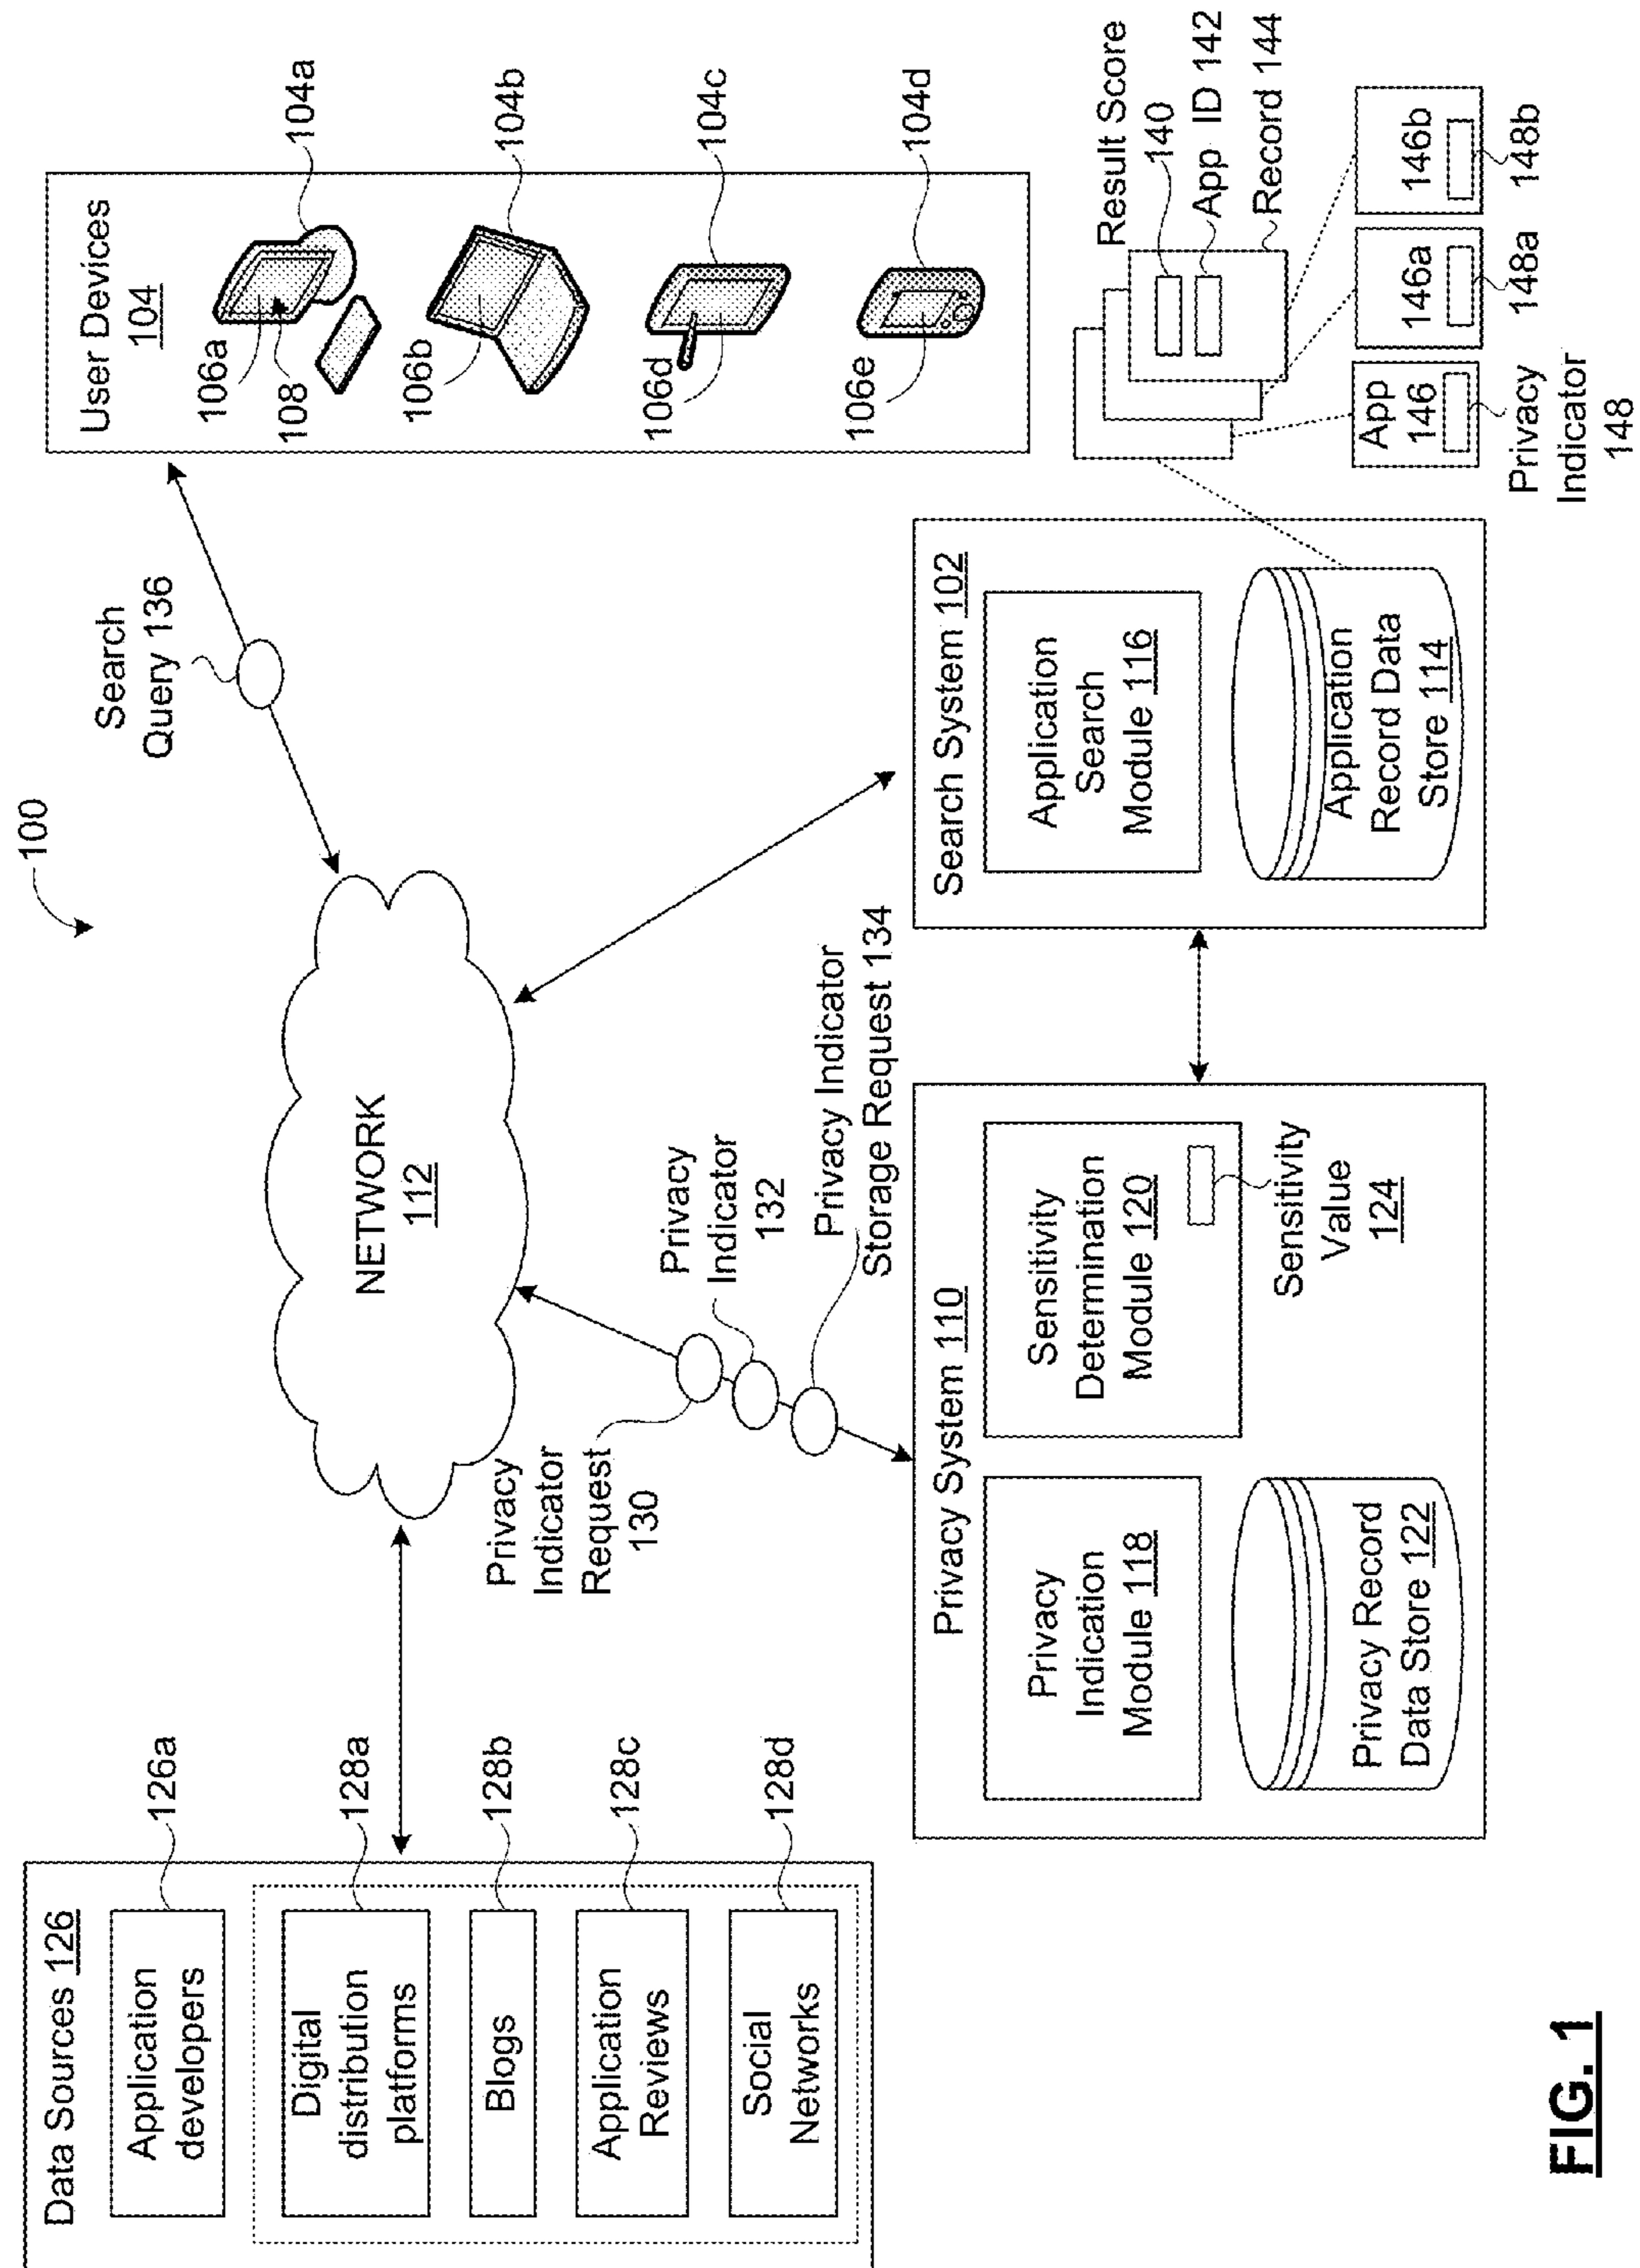 100
Data Sources 126
Application
developers
126a
Digital
distribution
platforms
128a
Blogs
128b
Application
Reviews
128c
Social
Networks
128d
NETWORK
112
Search
Query 136
User Devices
104
106a
108
104a
106b
104b
106d
104c
106e
104d
Privacy
Indicator
Request
130
Privacy
Indicator
132
Privacy Indicator
Storage Request 134
Privacy System 110
Privacy
Indication
Module 118
Sensitivity
Determination
Module 120
Privacy Record
Data Store 122
Sensitivity
Value
124
Search System 102
Application
Search
Module 116
Application
Record Data
Store 114
Result Score
140
App ID 142
Record 144
App
146
146a
146b
Privacy
Indicator
148
148a
148b
FIG. 1